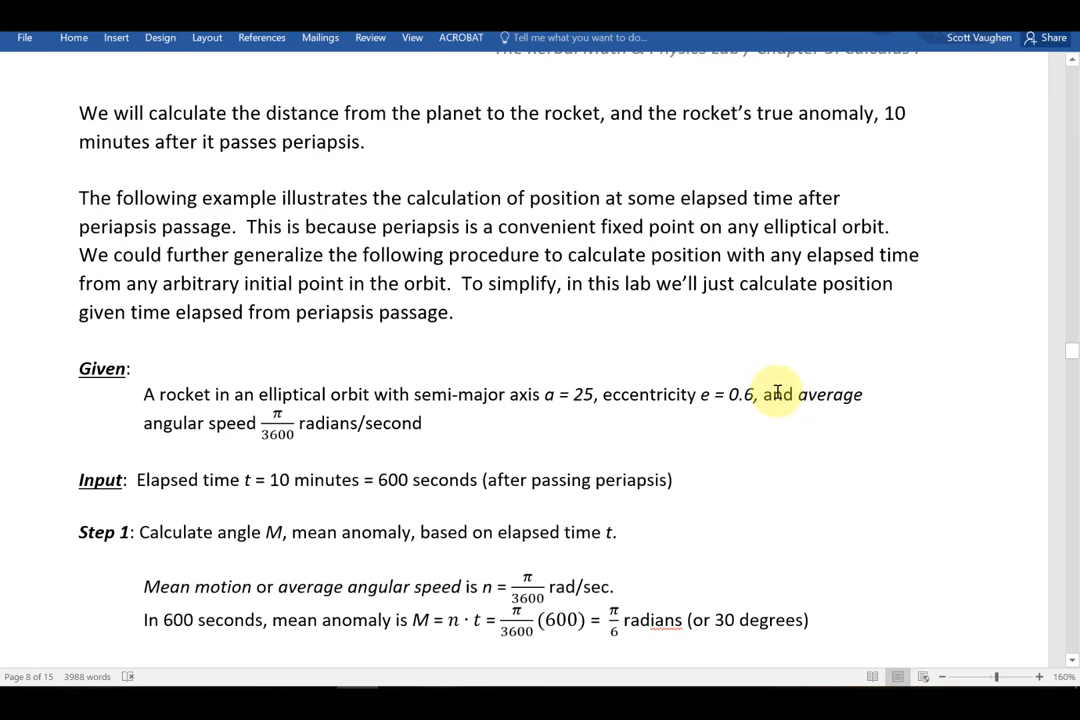 File Home Insert Design Layout References Mailings Review View ACROBAT Tell me what you want to do... Scott Vaughen Share
We will calculate the distance from the planet to the rocket, and the rocket's true anomaly, 10
minutes after it passes periapsis.
The following example illustrates the calculation of position at some elapsed time after
periapsis passage. This is because periapsis is a convenient fixed point on any elliptical orbit.
We could further generalize the following procedure to calculate position with any elapsed time
from any arbitrary initial point in the orbit. To simplify, in this lab we'll just calculate position
given time elapsed from periapsis passage.
Given:
A rocket in an elliptical orbit with semi-major axis a = 25, eccentricity e = 0.6, and average
angular speed π/3600 radians/second
Input: Elapsed time t = 10 minutes = 600 seconds (after passing periapsis)
Step 1: Calculate angle M, mean anomaly, based on elapsed time t.
Mean motion or average angular speed is n = π/3600 rad/sec.
In 600 seconds, mean anomaly is M = n · t = π/3600 (600) = π/6 radians (or 30 degrees)
Page 8 of 15 3988 words 160%